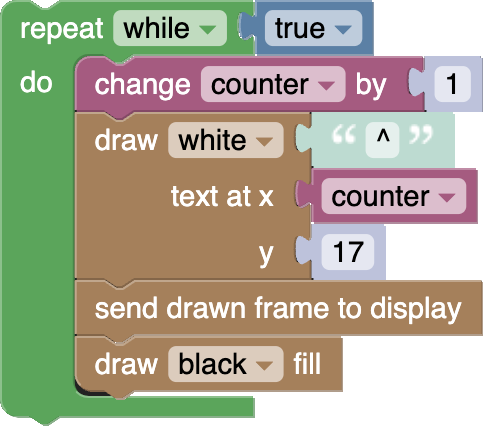 repeat while true
do change counter by 1
draw white “ ^ ”
text at x counter
y 17
send drawn frame to display
draw black fill